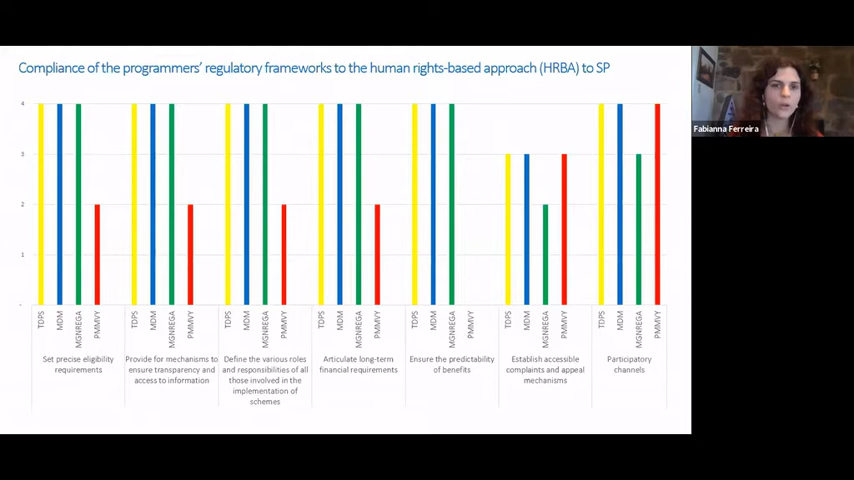 Compliance of the programmers' regulatory frameworks to the human rights-based approach (HRBA) to SP
Fabianna Ferreira
4
3
2
1
-
TDPS MDM MGNREGA PMMVY TDPS MDM MGNREGA PMMVY TDPS MDM MGNREGA PMMVY TDPS MDM MGNREGA PMMVY TDPS MDM MGNREGA PMMVY TDPS MDM MGNREGA PMMVY TDPS MDM MGNREGA PMMVY
Set precise eligibility
requirements
Provide for mechanisms to
ensure transparency and
access to information
Define the various roles
and responsibilities of all
those involved in the
implementation of
schemes
Articulate long-term
financial requirements
Ensure the predictability
of benefits
Establish accessible
complaints and appeal
mechanisms
Participatory
channels